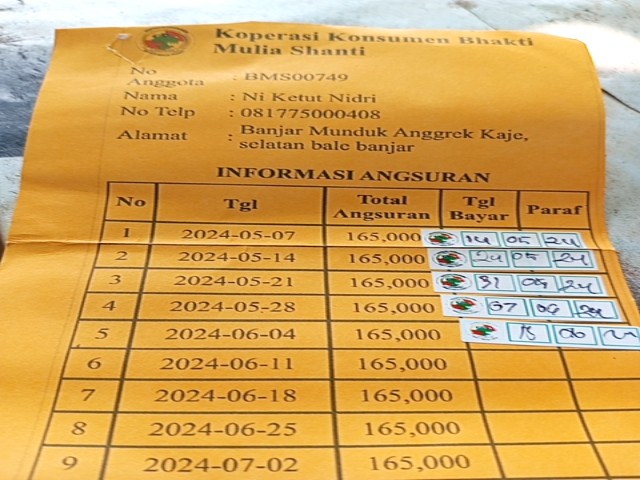 Koperasi Konsumen Bhakti
Mulia Shanti
No
Anggota : BMS00749
Nama : Ni Ketut Nidri
No Telp : 081775000408
Alamat : Banjar Munduk Anggrek Kaje,
selatan bale banjar
INFORMASI ANGSURAN
No Tgl Total Angsuran Tgl Bayar Paraf
1 2024-05-07 165,000 14 05 24
2 2024-05-14 165,000 24 05 24
3 2024-05-21 165,000 31 05 24
4 2024-05-28 165,000 07 06 24
5 2024-06-04 165,000 15 06
6 2024-06-11 165,000
7 2024-06-18 165,000
8 2024-06-25 165,000
9 2024-07-02 165,000